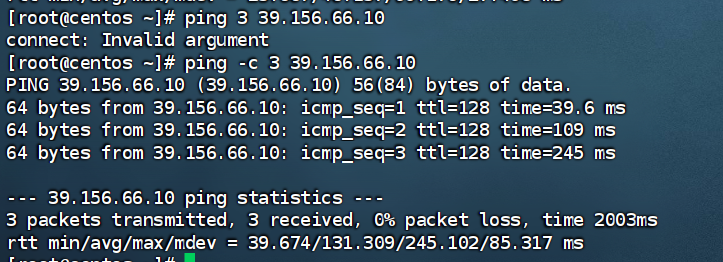 [root@centos ~]# ping 3 39.156.66.10
connect: Invalid argument
[root@centos ~]# ping -c 3 39.156.66.10
PING 39.156.66.10 (39.156.66.10) 56(84) bytes of data.
64 bytes from 39.156.66.10: icmp_seq=1 ttl=128 time=39.6 ms
64 bytes from 39.156.66.10: icmp_seq=2 ttl=128 time=109 ms
64 bytes from 39.156.66.10: icmp_seq=3 ttl=128 time=245 ms
--- 39.156.66.10 ping statistics ---
3 packets transmitted, 3 received, 0% packet loss, time 2003ms
rtt min/avg/max/mdev = 39.674/131.309/245.102/85.317 ms
[root@centos ~]#